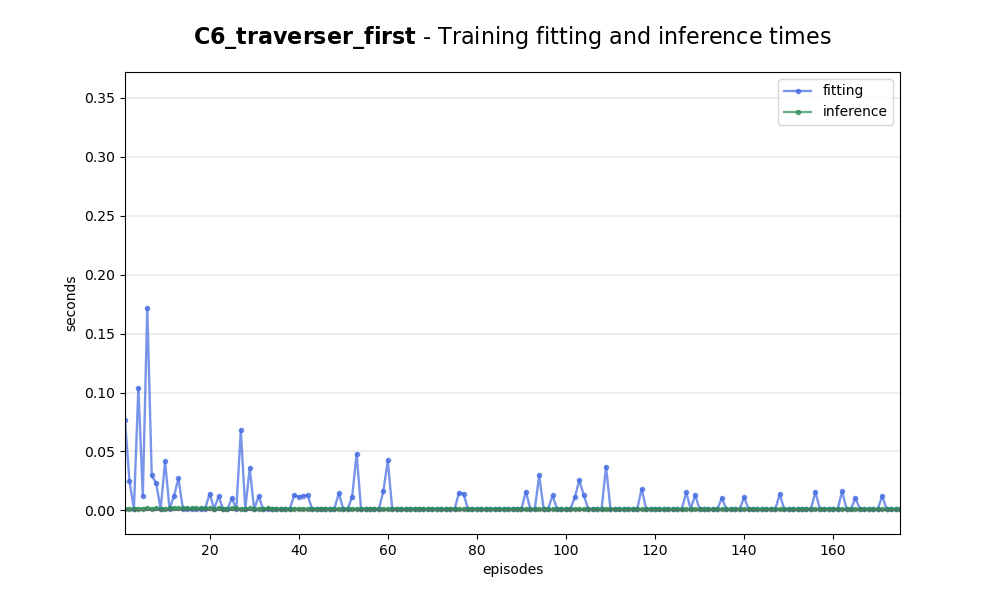 C6_traverser_first - Training fitting and inference times
fitting
inference
seconds
0.35
0.30
0.25
0.20
0.15
0.10
0.05
0.00
20 40 60 80 100 120 140 160
episodes